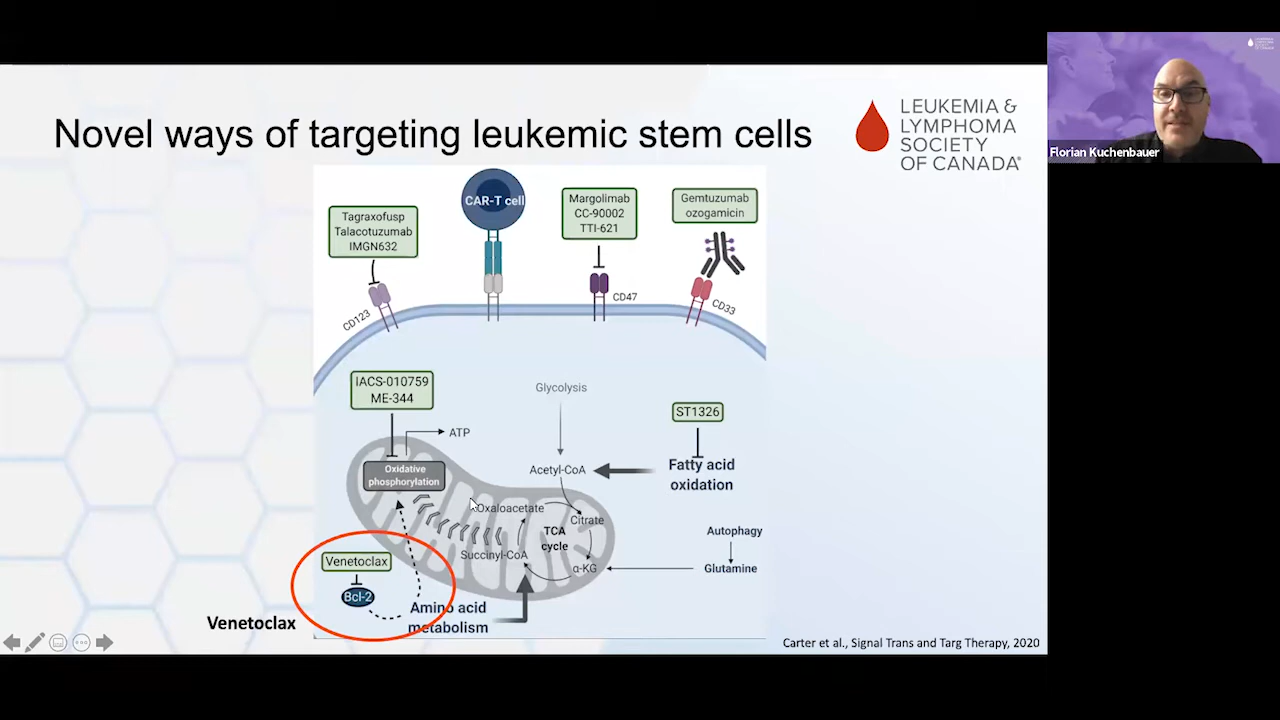 Novel ways of targeting leukemic stem cells
LEUKEMIA &
LYMPHOMA
SOCIETY
OF CANADA®
Florian Kuchenbauer
Tagraxofusp
Talacotuzumab
IMGN632
CAR-T cell
Margolimab
CC-90002
TTI-621
Gemtuzumab
ozogamicin
CD123
CD47
CD33
IACS-010759
ME-344
Glycolysis
ST1326
ATP
Oxidative
phosphorylation
Acetyl-CoA
Fatty acid
oxidation
Oxaloacetate
Citrate
TCA
cycle
Autophagy
Succinyl-CoA
α-KG
Glutamine
Venetoclax
Bcl-2
Amino acid
metabolism
Venetoclax
Carter et al., Signal Trans and Targ Therapy, 2020